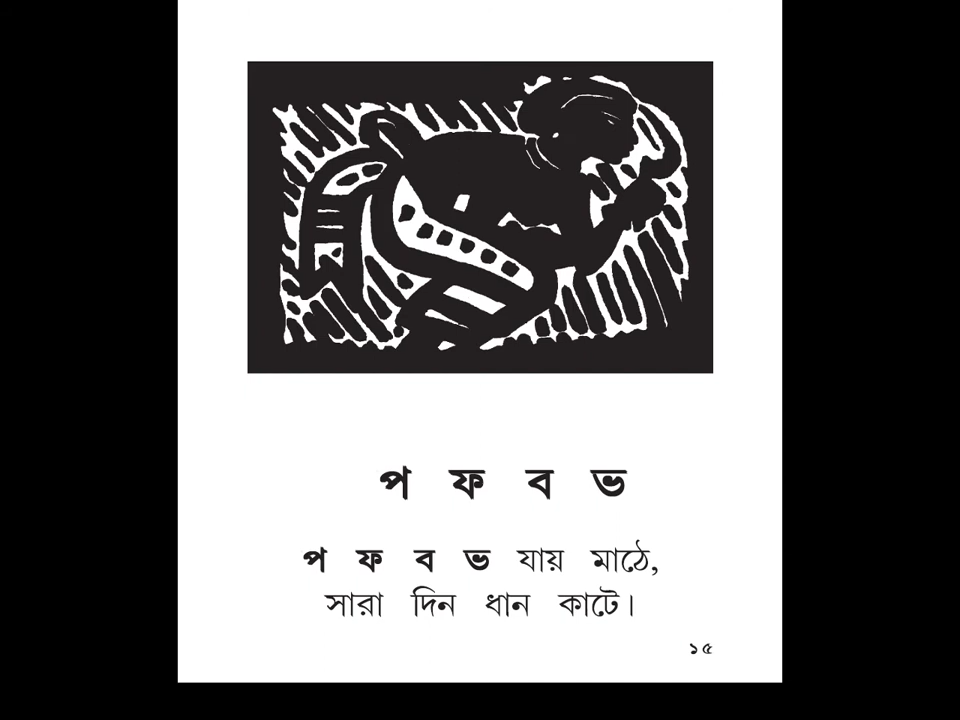 প ফ ব ভ
প ফ ব ভ যায় মাঠে,
সারা দিন ধান কাটে।
১৫